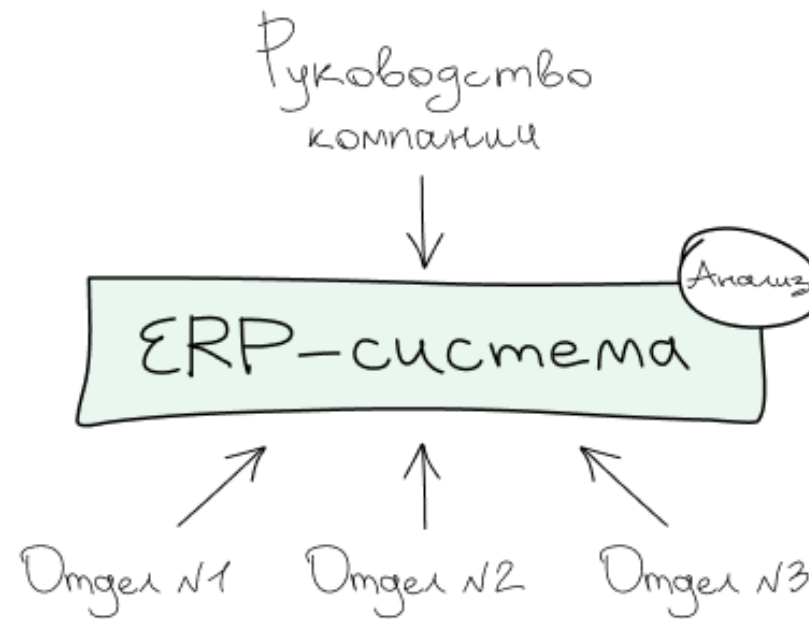 Руководство
компании
Анализ
ERP-система
Отдел №1 Отдел №2 Отдел №3